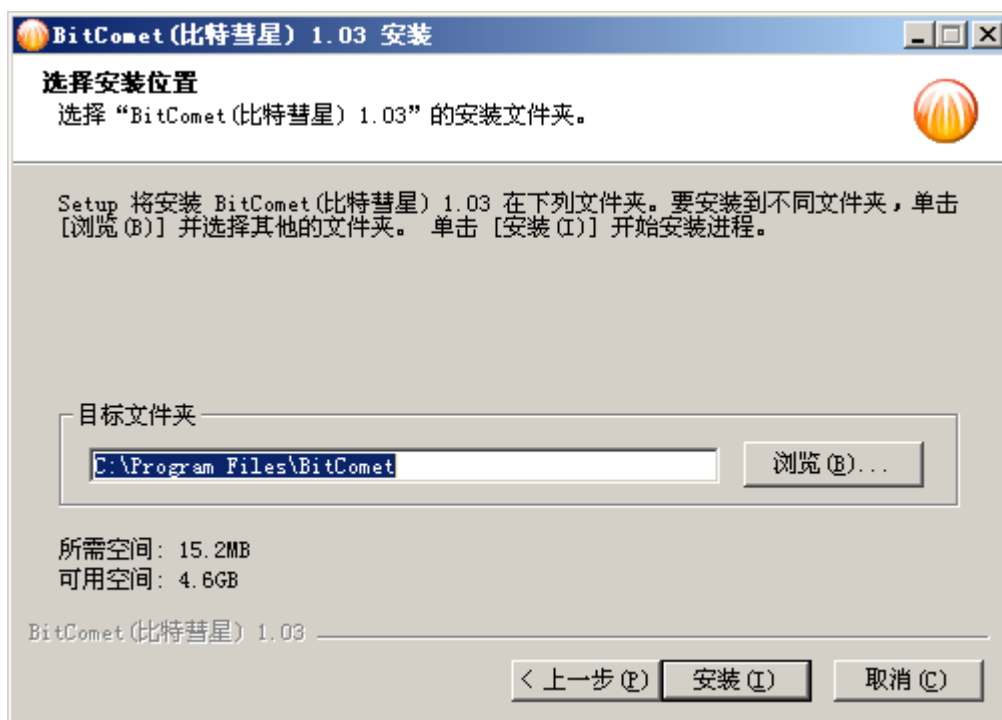 BitComet(比特彗星) 1.03 安装
选择安装位置
选择“BitComet(比特彗星) 1.03”的安装文件夹。
Setup 将安装 BitComet(比特彗星) 1.03 在下列文件夹。要安装到不同文件夹，单击
[浏览(B)] 并选择其他的文件夹。 单击 [安装(I)] 开始安装进程。
目标文件夹
C:\Program Files\BitComet
浏览(B)...
所需空间: 15.2MB
可用空间: 4.6GB
BitComet(比特彗星) 1.03
< 上一步(P)
安装(I)
取消(C)